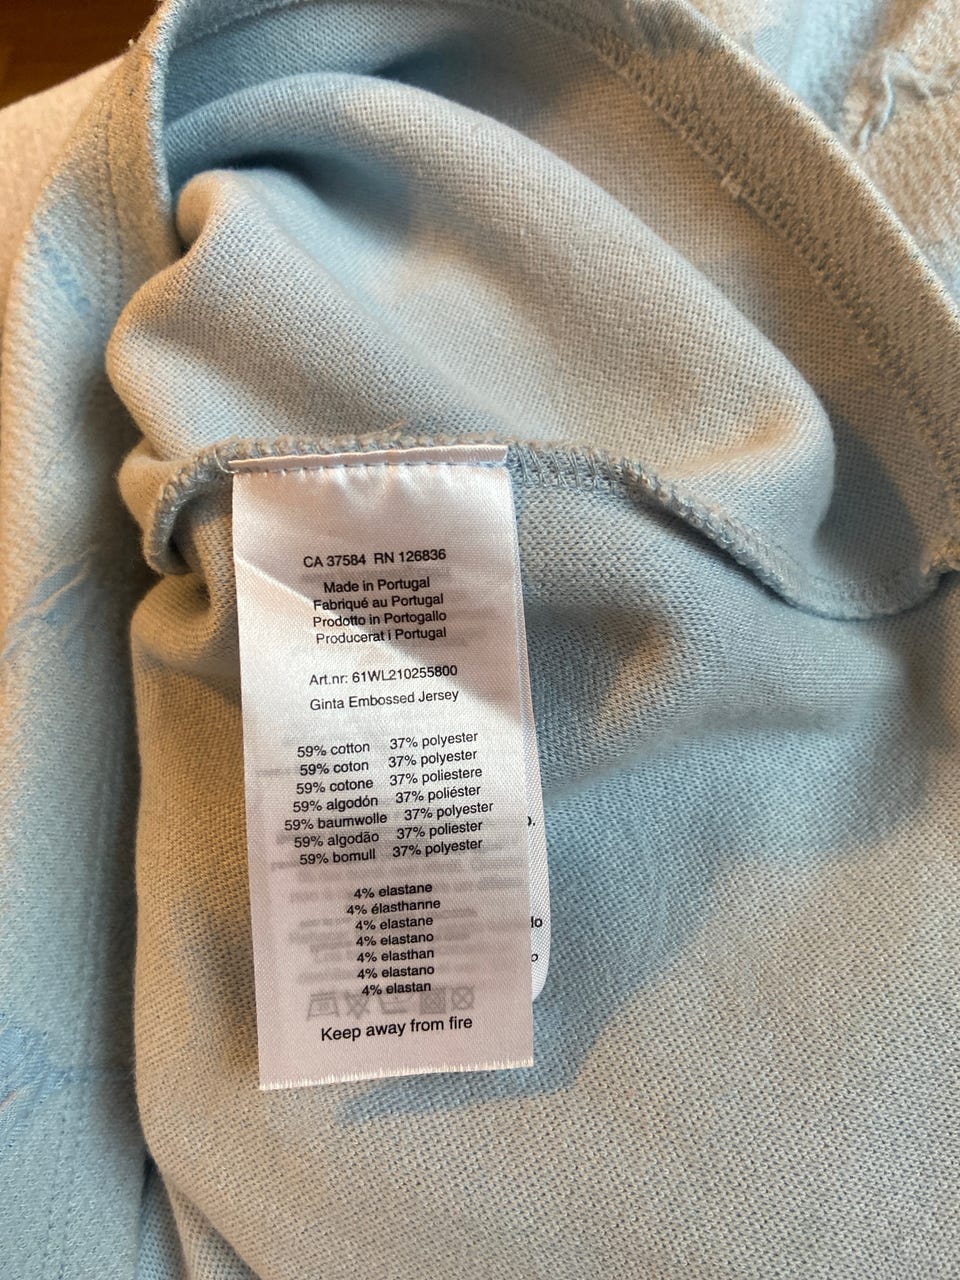 CA 37584 RN 126836
Made in Portugal
Fabriqué au Portugal
Prodotto in Portogallo
Producerat i Portugal
Art.nr: 61WL210255800
Ginta Embossed Jersey
59% cotton 37% polyester
59% coton 37% polyester
59% cotone 37% poliestere
59% algodón 37% poliéster
59% baumwolle 37% polyester
59% algodão 37% poliester
59% bomull 37% polyester
4% elastane
4% élasthanne
4% elastane
4% elastano
4% elasthan
4% elastano
4% elastan
Keep away from fire